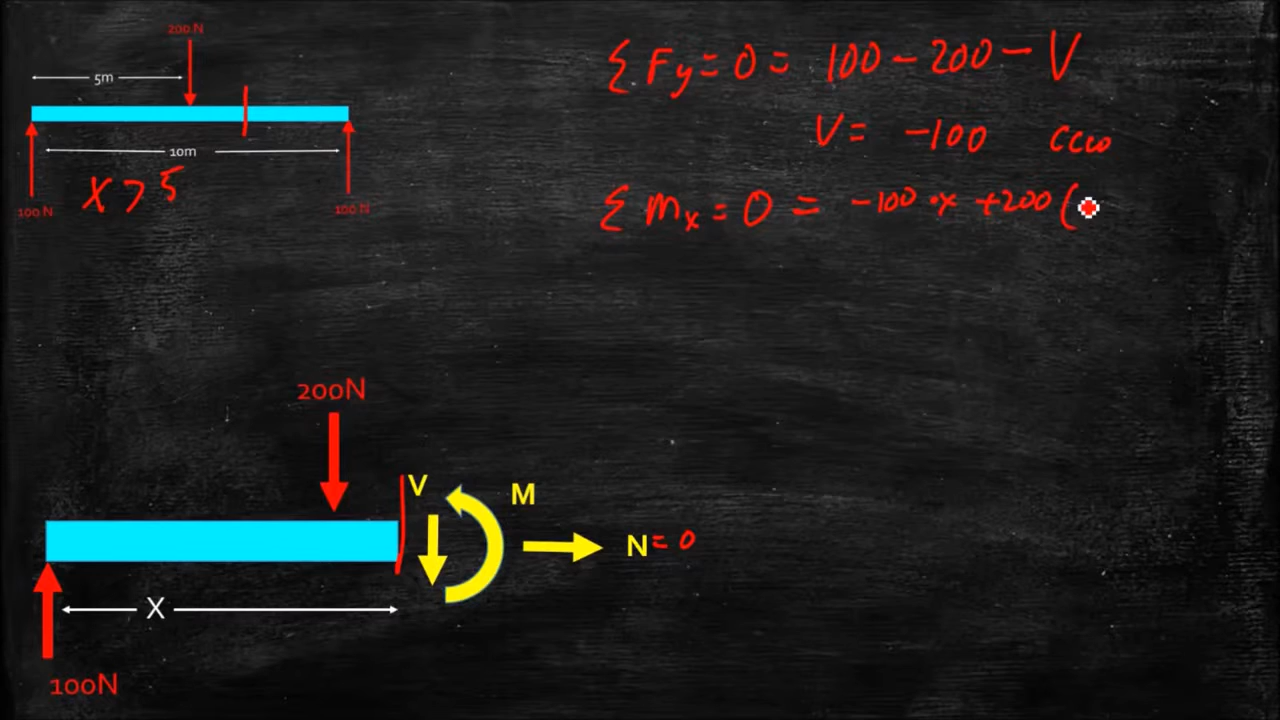 200 N
5m
10m
100 N
100 N
X > 5
ΣFy = 0 = 100 - 200 - V
V = -100 ccw
ΣMx = 0 = -100·x +200(
200N
V
M
N = 0
X
100N